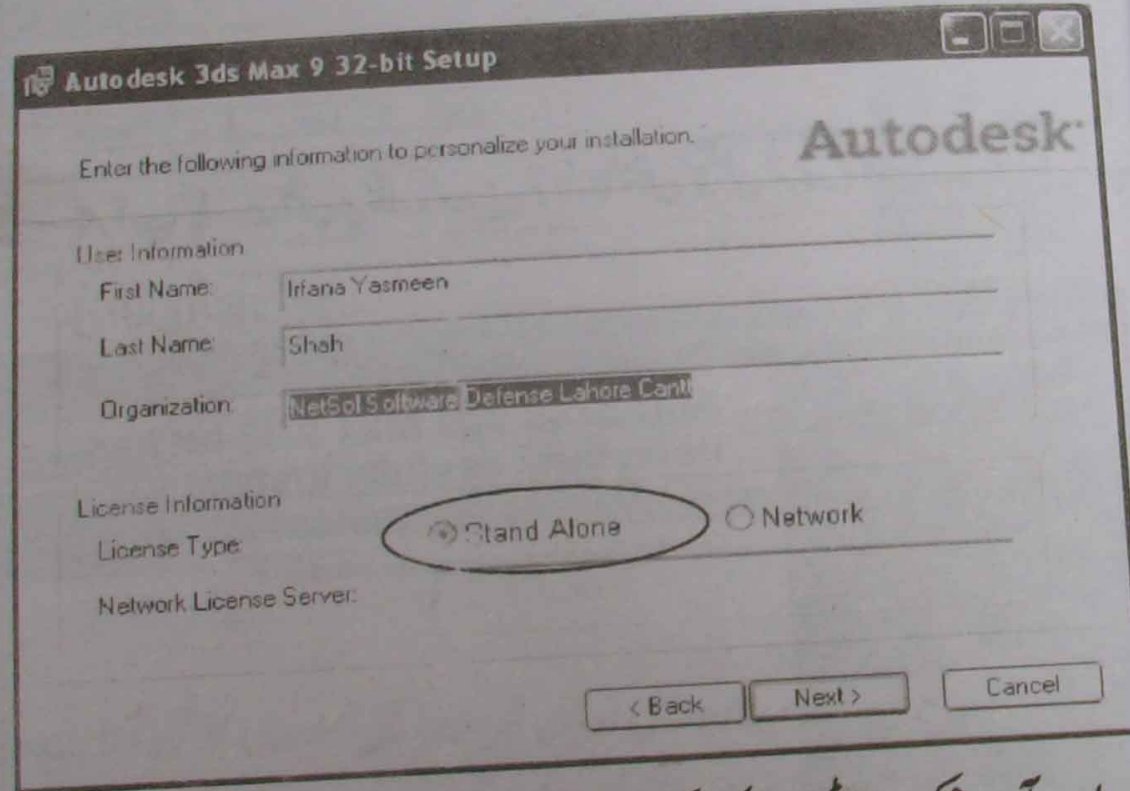 Autodesk 3ds Max 9 32-bit Setup
Enter the following information to personalize your installation.
Autodesk
User Information
First Name: Irfana Yasmeen
Last Name: Shah
Organization: NetSol Software Defense Lahore Cantt
License Information
License Type: Stand Alone Network
Network License Server:
< Back Next > Cancel